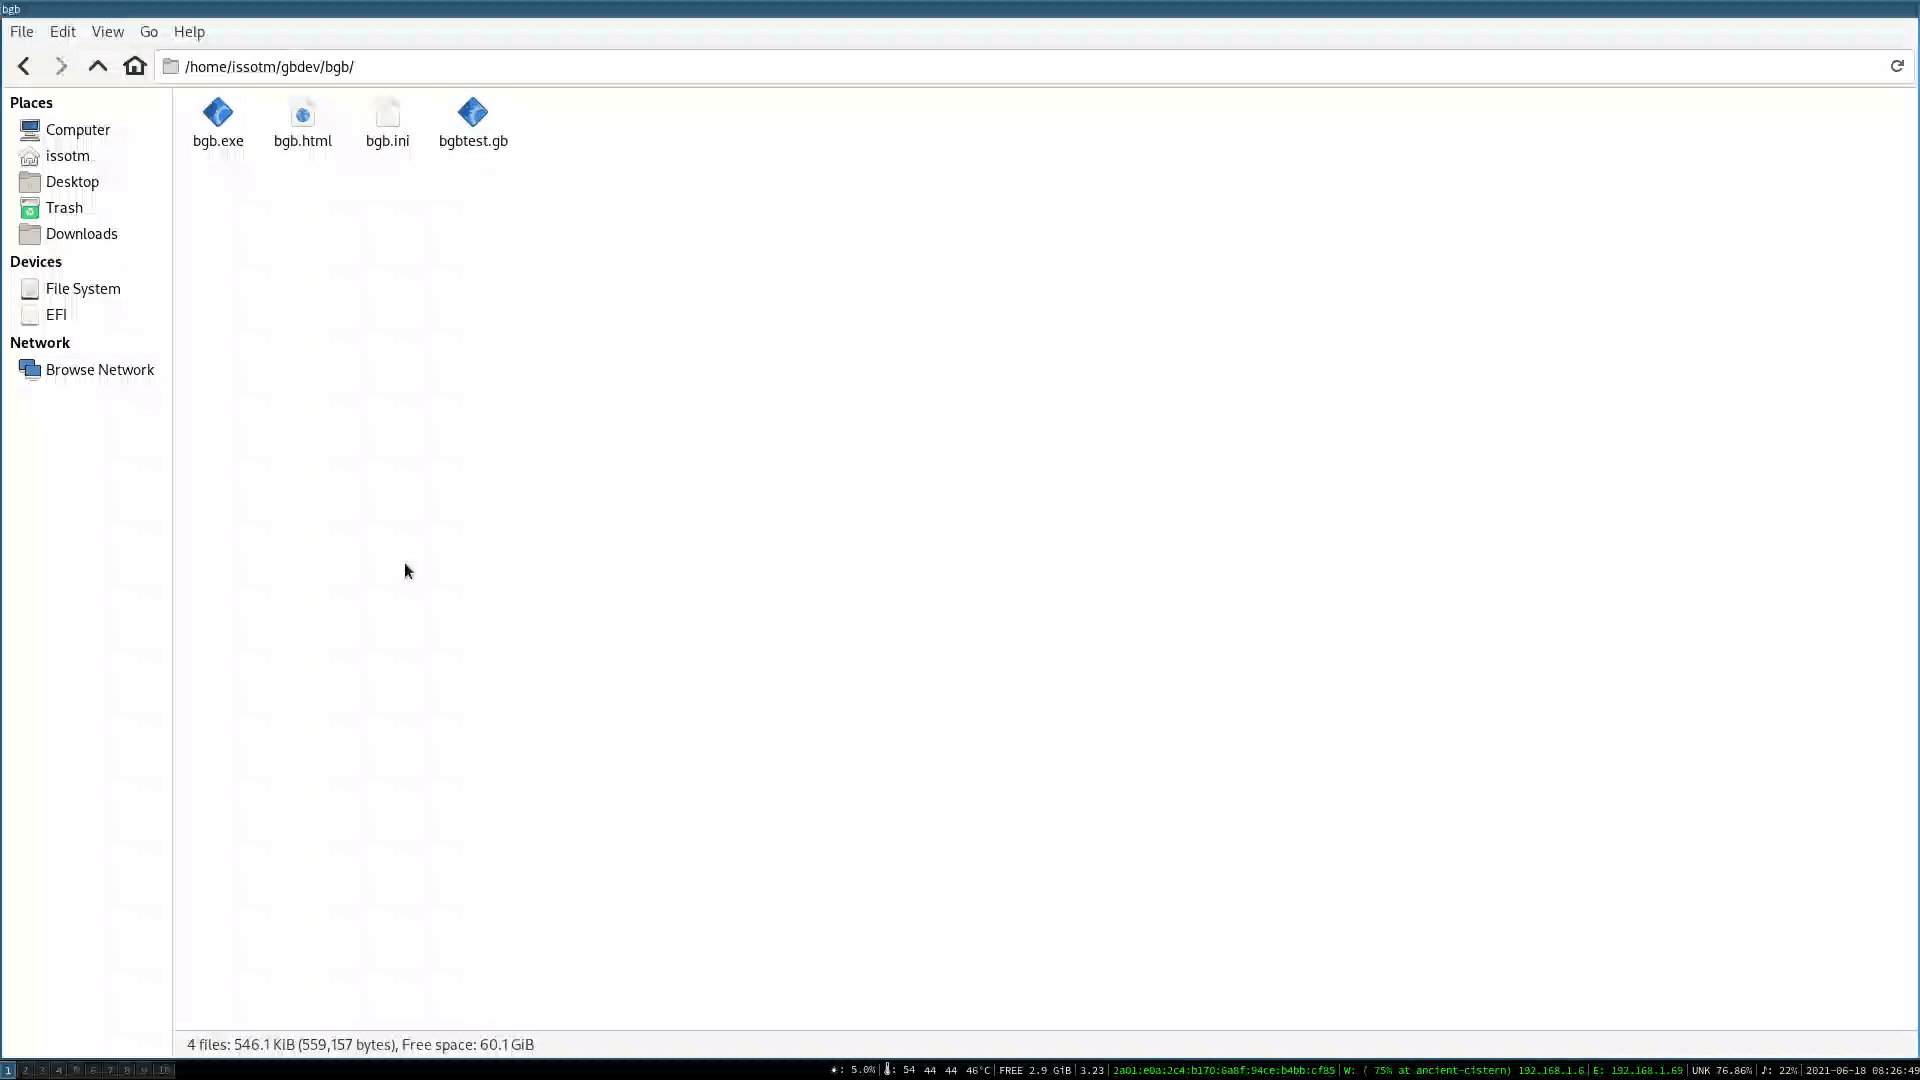 bgb
File Edit View Go Help
/home/issotm/gbdev/bgb/
Places
Computer
issotm
Desktop
Trash
Downloads
Devices
File System
EFI
Network
Browse Network
bgb.exe bgb.html bgb.ini bgbtest.gb
4 files: 546.1 KiB (559,157 bytes), Free space: 60.1 GiB
1 2 3 4 5 6 7 8 9 10 5.0% 54 44 44 46°C FREE 2.9 GiB 3.23 2a01:e0a:2c4:b170:6a8f:94ce:b4bb:cf85 W: ( 75% at ancient-cistern) 192.168.1.6 E: 192.168.1.69 UNK 76.86% ♪: 22% 2021-06-18 08:26:49